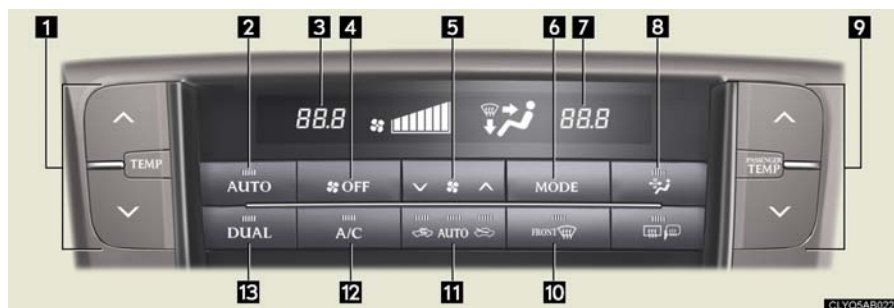 1 2 3 4 5 6 7 8 9
88.8 88.8
TEMP PASSENGER TEMP
AUTO OFF MODE
DUAL A/C AUTO FRONT
13 12 11 10
CLYO5AB022